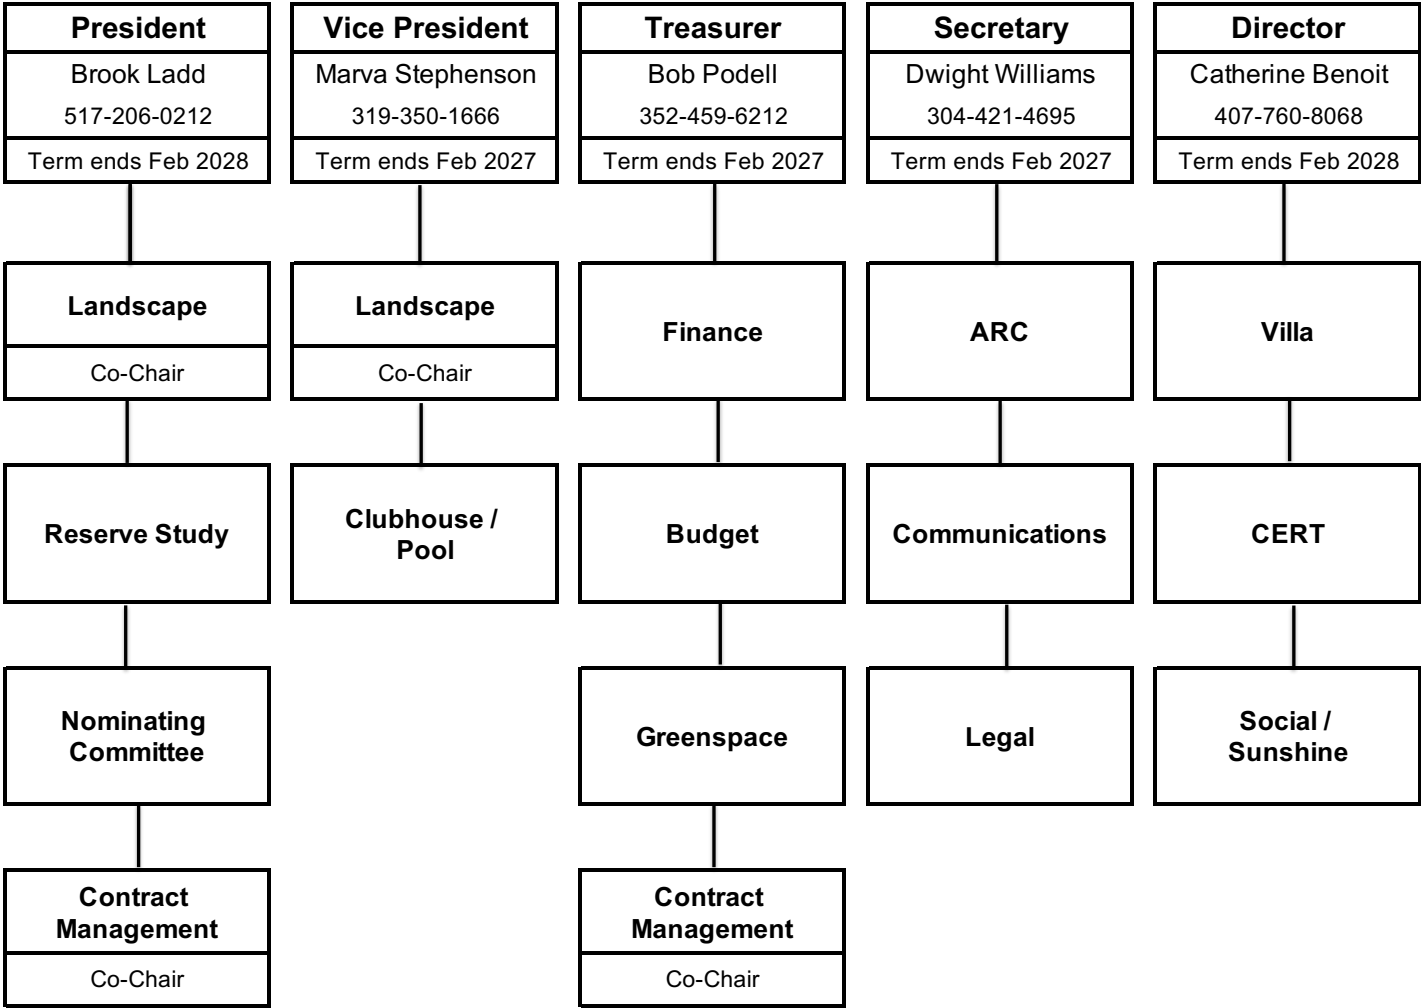 President
Brook Ladd
517-206-0212
Term ends Feb 2028
Landscape
Co-Chair
Reserve Study
Nominating
Committee
Contract
Management
Co-Chair
Vice President
Marva Stephenson
319-350-1666
Term ends Feb 2027
Landscape
Co-Chair
Clubhouse /
Pool
Treasurer
Bob Podell
352-459-6212
Term ends Feb 2027
Finance
Budget
Greenspace
Contract
Management
Co-Chair
Secretary
Dwight Williams
304-421-4695
Term ends Feb 2027
ARC
Communications
Legal
Director
Catherine Benoit
407-760-8068
Term ends Feb 2028
Villa
CERT
Social /
Sunshine